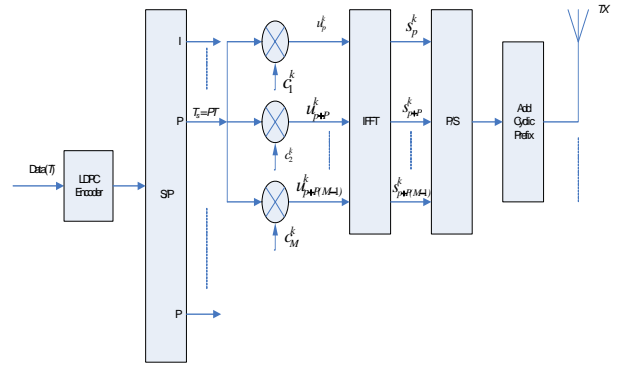 TX
I
u_p^k
s_p^k
c_1^k
P
T_s=PT
u_{p+P}^k
s_{p+P}^k
Data(T)
LDPC
Encoder
S/P
c_2^k
IFFT
P/S
Add
Cyclic
Prefix
u_{p+P(M-1)}^k
s_{p+P(M-1)}^k
c_M^k
P